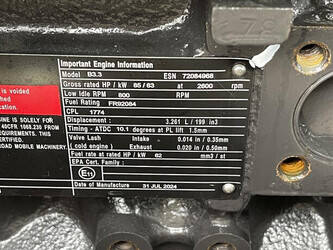 Important Engine Information
Model B3.3 ESN 72084968
Gross rated HP / kW 85/63 at 2600 rpm
Low Idle RPM 800 RPM
Fuel Rating FR92084
CPL 1774
Displacement : 3.261 L / 199 in3
Timing - ATDC 10.1 degrees at PL lift 1.5mm
Valve Lash Intake 0.014 in / 0.35mm
( cold engine ) Exhaust 0.020 in / 0.50mm
Fuel rate at rated HP / kW 62 mm3 / st
EPA Cert. Family :
E11
Date of Manufacture 31 JUL 2024
is void
NE IS SOLELY FOR
40CFR 1068.230 FROM
ROAD MOBILE MACHINERY.